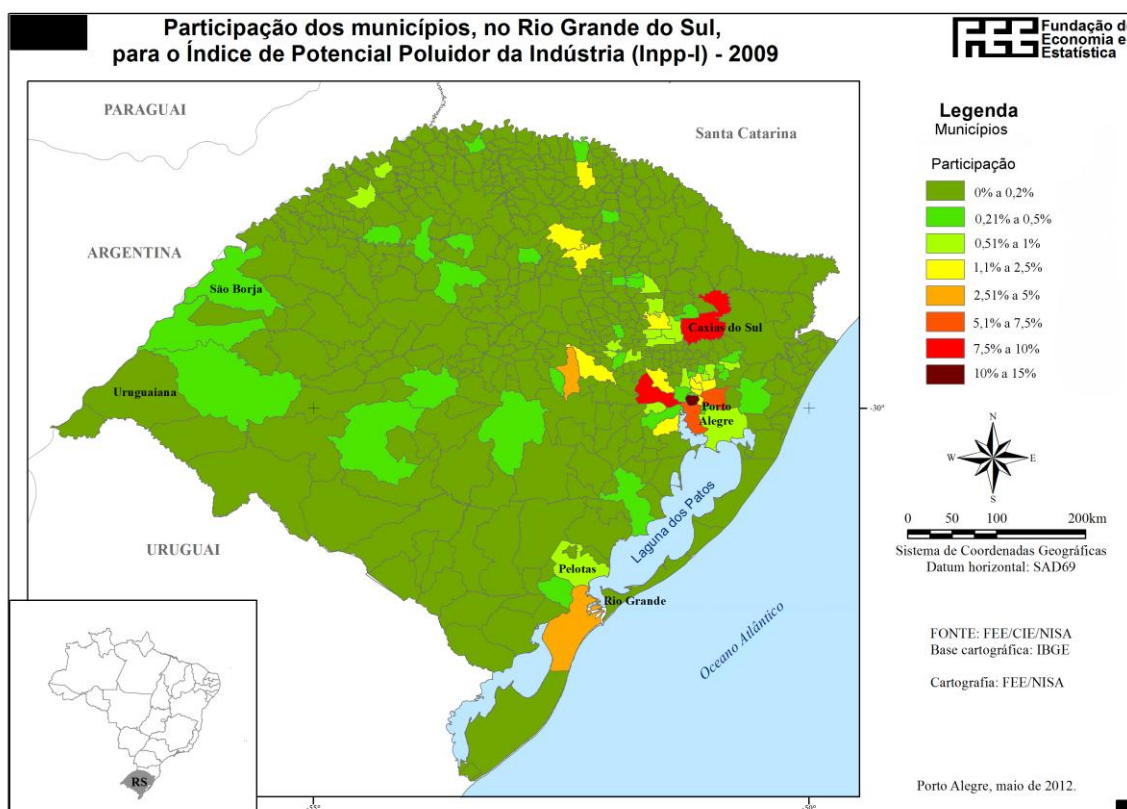 Participação dos municípios, no Rio Grande do Sul,
para o Índice de Potencial Poluidor da Indústria (Inpp-I) - 2009
FEE
Fundação de
Economia e
Estatística
PARAGUAI
Santa Catarina
ARGENTINA
São Borja
Caxias do Sul
Uruguaiana
Porto
Alegre
-30°
Laguna dos Patos
URUGUAI
Pelotas
Rio Grande
Oceano Atlântico
RS
-55°
-50°
Legenda
Municípios
Participação
0% a 0,2%
0,21% a 0,5%
0,51% a 1%
1,1% a 2,5%
2,51% a 5%
5,1% a 7,5%
7,5% a 10%
10% a 15%
N
W
E
S
0 50 100 200km
Sistema de Coordenadas Geográficas
Datum horizontal: SAD69
FONTE: FEE/CIE/NISA
Base cartográfica: IBGE
Cartografia: FEE/NISA
Porto Alegre, maio de 2012.